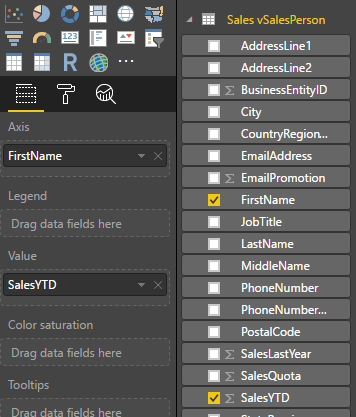 Axis
FirstName
Legend
Drag data fields here
Value
SalesYTD
Color saturation
Drag data fields here
Tooltips
Drag data fields here
Sales vSalesPerson
AddressLine1
AddressLine2
BusinessEntityID
City
CountryRegion...
EmailAddress
EmailPromotion
FirstName
JobTitle
LastName
MiddleName
PhoneNumber
PhoneNumber...
PostalCode
SalesLastYear
SalesQuota
SalesYTD